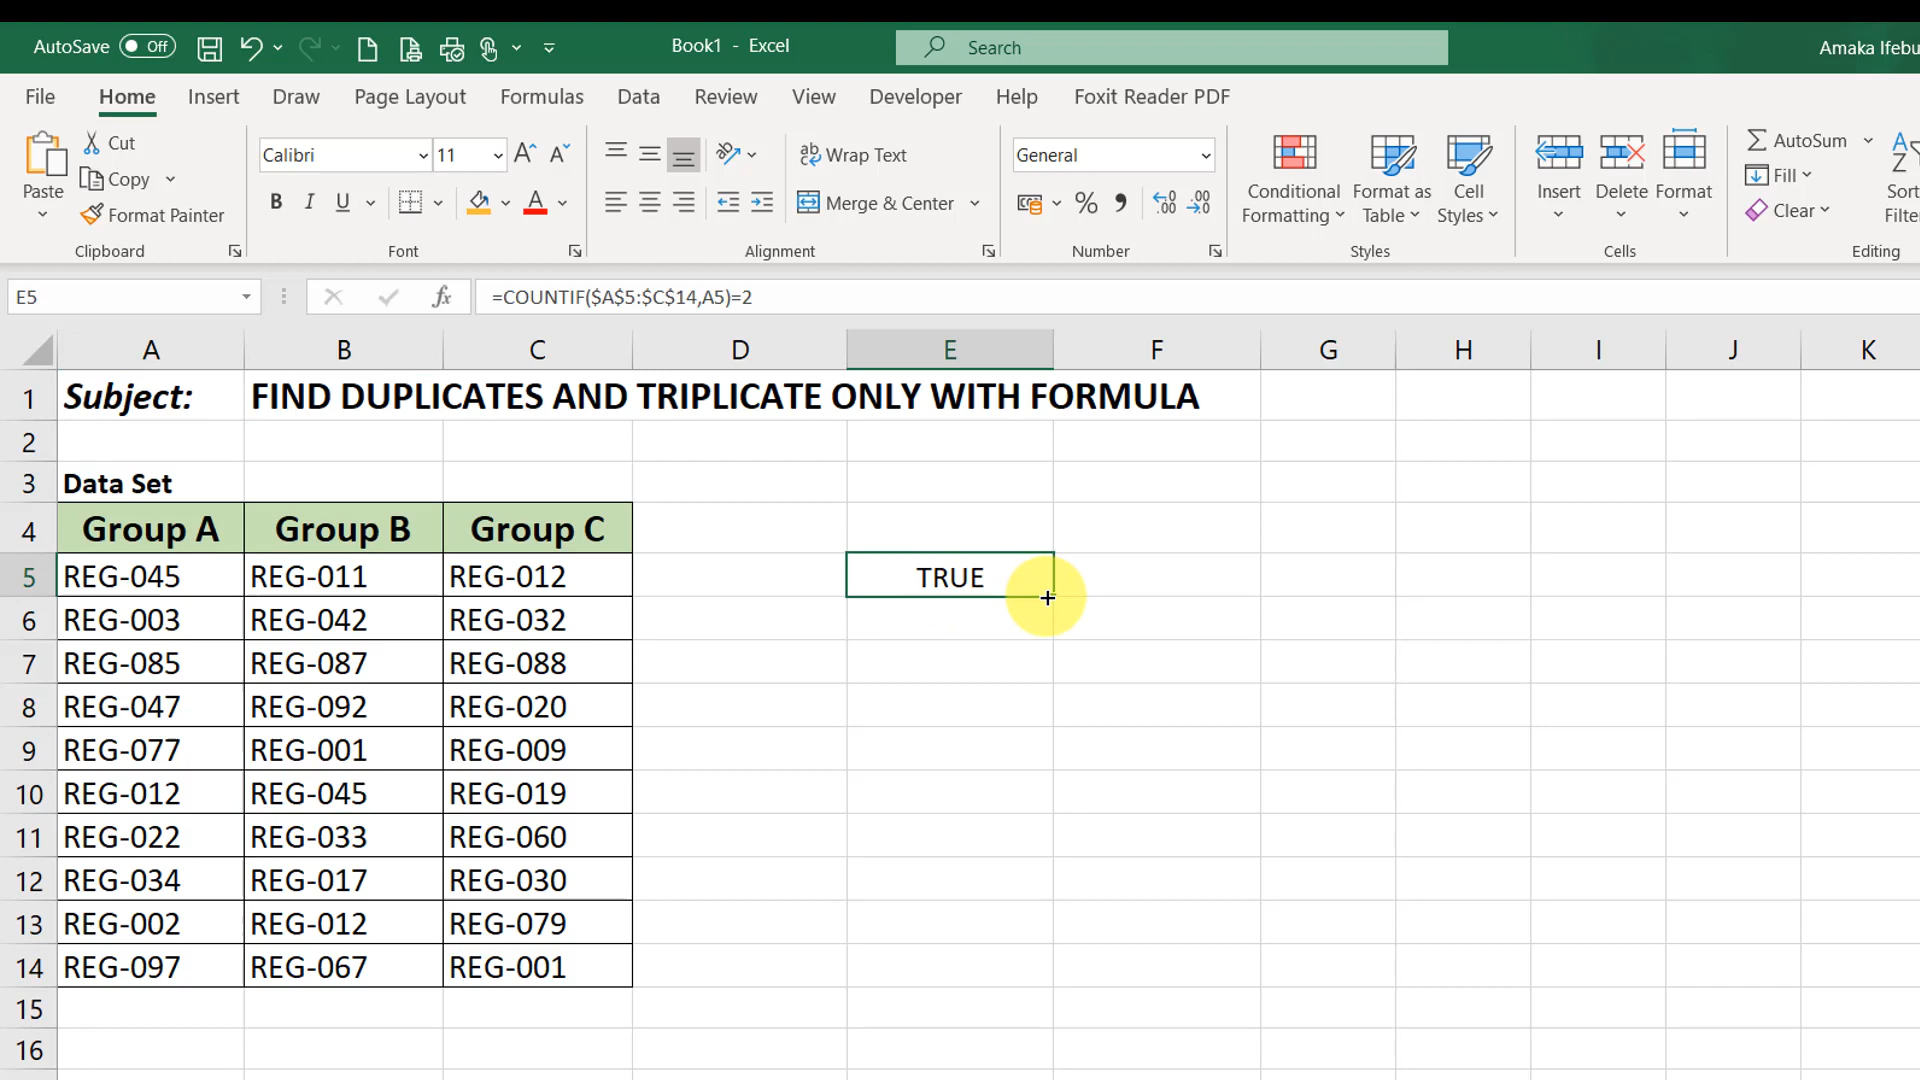 AutoSave Off Book1 - Excel Search Amaka Ifebu
File Home Insert Draw Page Layout Formulas Data Review View Developer Help Foxit Reader PDF
Paste Cut
Copy
Format Painter
Clipboard
Calibri 11
B I U A
Font
Wrap Text
Merge & Center
Alignment
General
Number
Conditional Formatting
Format as Table
Cell Styles
Styles
Insert Delete Format
Cells
AutoSum
Fill
Clear
Sort
Filte
Editing
E5 fx =COUNTIF($A$5:$C$14,A5)=2
A B C D E F G H I J K
1 Subject: FIND DUPLICATES AND TRIPLICATE ONLY WITH FORMULA
2
3 Data Set
4 Group A Group B Group C
5 REG-045 REG-011 REG-012 TRUE
6 REG-003 REG-042 REG-032
7 REG-085 REG-087 REG-088
8 REG-047 REG-092 REG-020
9 REG-077 REG-001 REG-009
10 REG-012 REG-045 REG-019
11 REG-022 REG-033 REG-060
12 REG-034 REG-017 REG-030
13 REG-002 REG-012 REG-079
14 REG-097 REG-067 REG-001
15
16